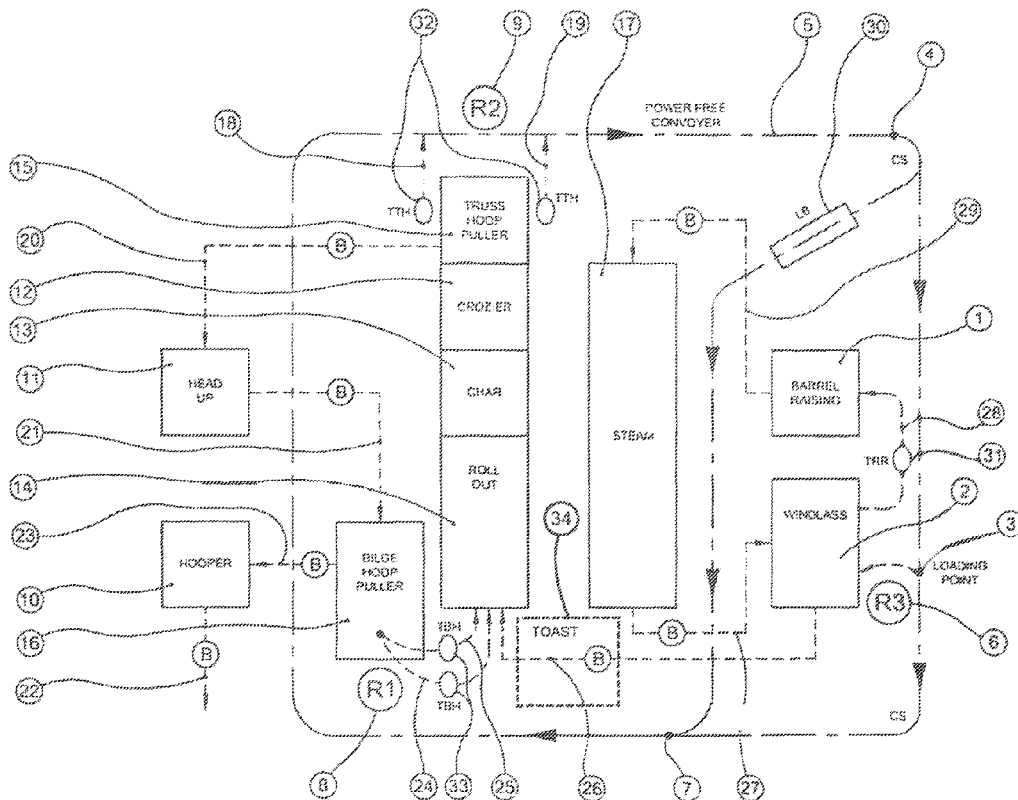 32
9
19
17
5
30
4
R2
POWER FREE
CONVOYER
18
CS
15
LB
TTH
TTH
29
TRUSS
HOOP
PULLER
B
B
20
12
CROZIER
13
1
11
HEAD
UP
B
CHAR
BARREL
RAISING
28
STEAM
21
TRR
31
ROLL
OUT
14
2
34
WINDLASS
3
23
HOOPER
B
BILGE
HOOP
PULLER
LOADING
POINT
10
R3
TBH
TOAST
B
6
16
B
B
22
R1
TBH
CS
8
24
33
25
26
7
27